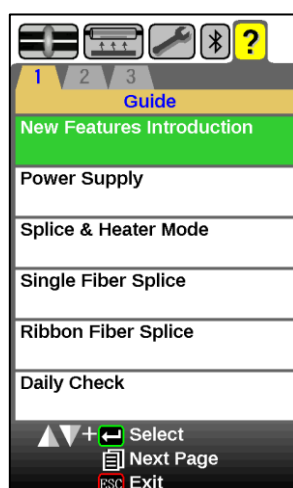 ?
1 2 3
Guide
New Features Introduction
Power Supply
Splice & Heater Mode
Single Fiber Splice
Ribbon Fiber Splice
Daily Check
+ Select
Next Page
ESC Exit